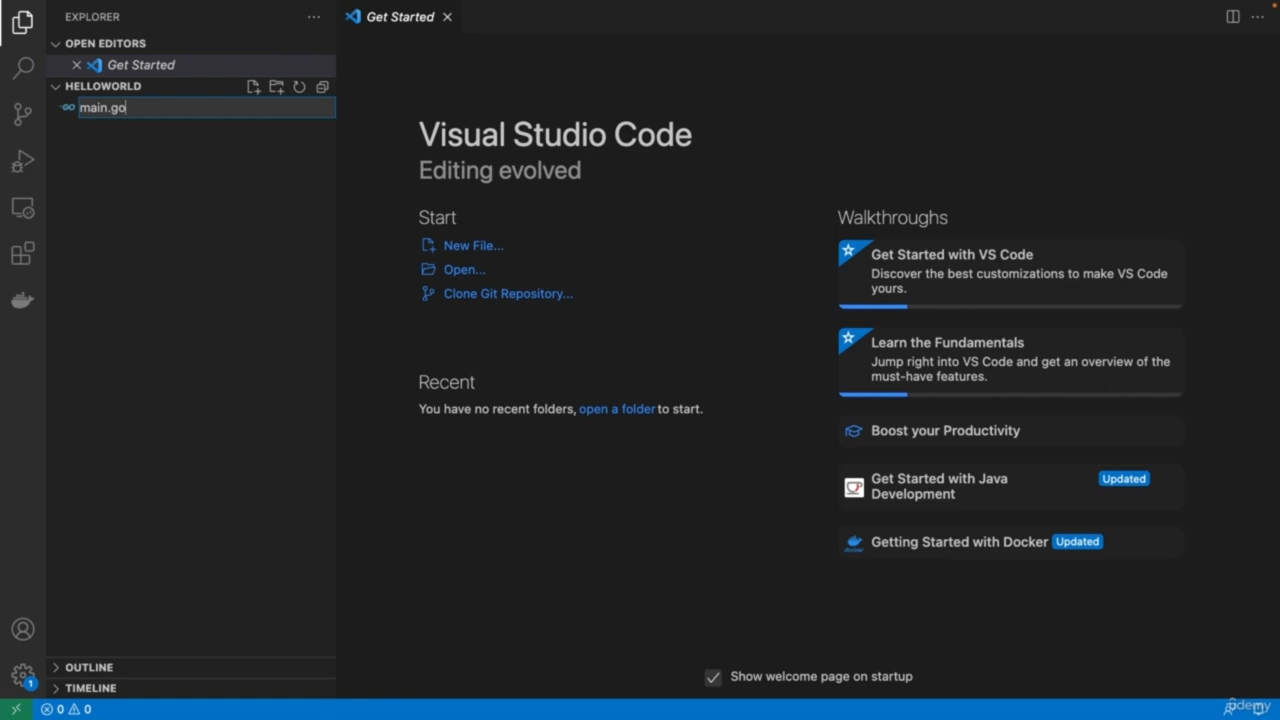 EXPLORER
Get Started
OPEN EDITORS
Get Started
HELLOWORLD
main.go
Visual Studio Code
Editing evolved
Start
New File...
Open...
Clone Git Repository...
Recent
You have no recent folders, open a folder to start.
Walkthroughs
Get Started with VS Code
Discover the best customizations to make VS Code
yours.
Learn the Fundamentals
Jump right into VS Code and get an overview of the
must-have features.
Boost your Productivity
Get Started with Java
Development
Updated
Getting Started with Docker Updated
Show welcome page on startup
OUTLINE
TIMELINE
1
0 0
udemy